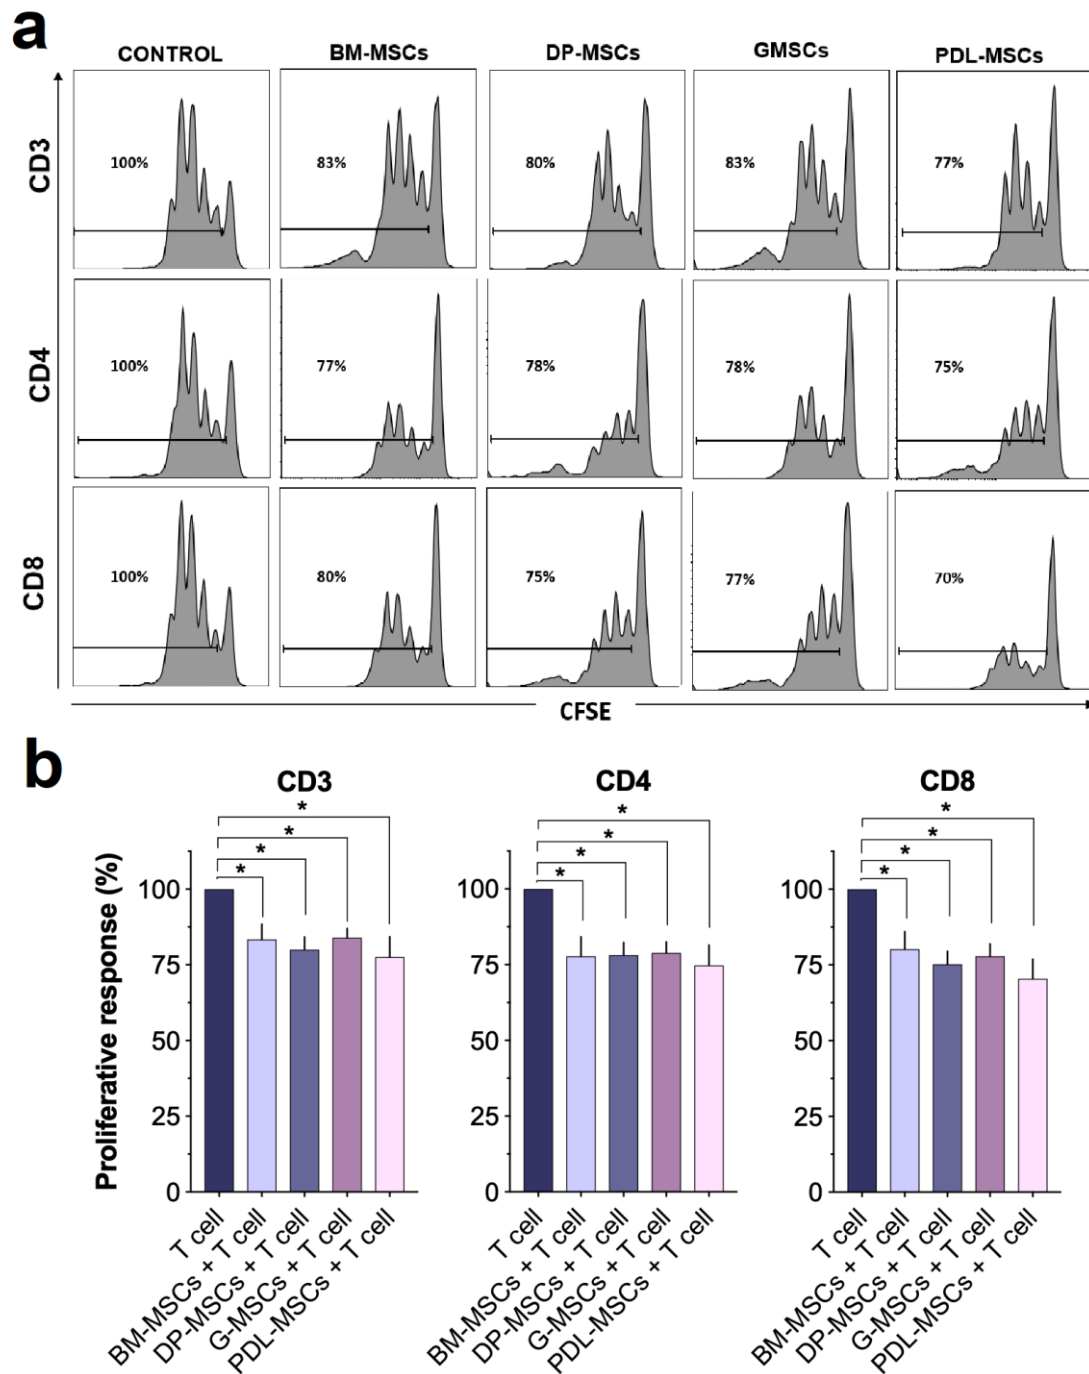 a
CONTROL BM-MSCs DP-MSCs GMSCs PDL-MSCs
CD3
100% 83% 80% 83% 77%
CD4
100% 77% 78% 78% 75%
CD8
100% 80% 75% 77% 70%
CFSE
b
CD3 CD4 CD8
Proliferative response (%)
* * * *
100
75
50
25
0
T cell
BM-MSCs + T cell
DP-MSCs + T cell
G-MSCs + T cell
PDL-MSCs + T cell
* * * *
100
75
50
25
0
T cell
BM-MSCs + T cell
DP-MSCs + T cell
G-MSCs + T cell
PDL-MSCs + T cell
* * * *
100
75
50
25
0
T cell
BM-MSCs + T cell
DP-MSCs + T cell
G-MSCs + T cell
PDL-MSCs + T cell